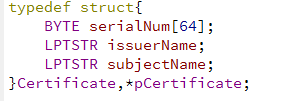 typedef struct{
    BYTE serialNum[64];
    LPTSTR issuerName;
    LPTSTR subjectName;
}Certificate,*pCertificate;